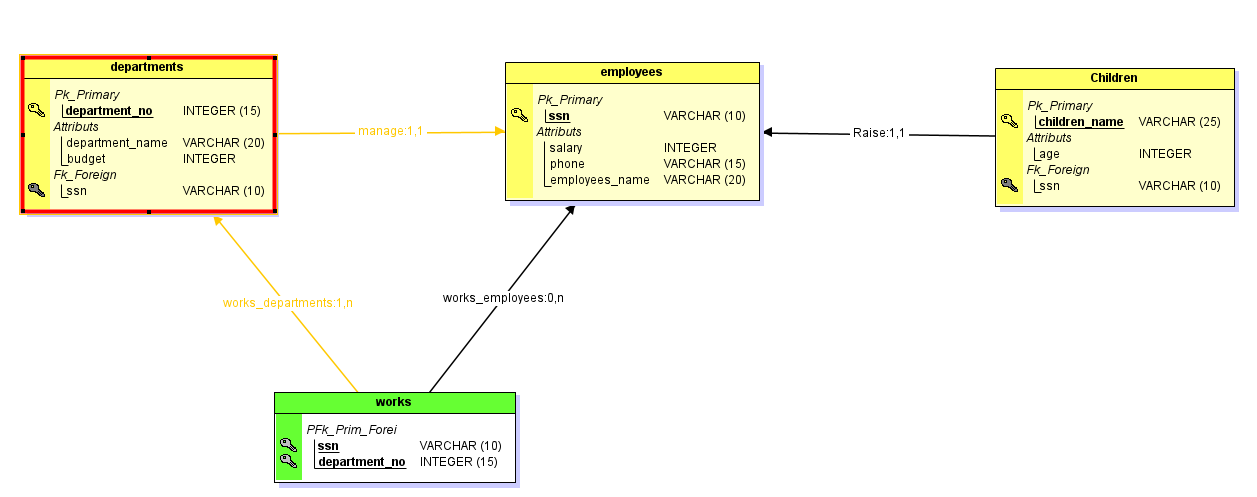 departments
Pk_Primary
department_no INTEGER (15)
Attributs
department_name VARCHAR (20)
budget INTEGER
Fk_Foreign
ssn VARCHAR (10)
manage:1,1
employees
Pk_Primary
ssn VARCHAR (10)
Attributs
salary INTEGER
phone VARCHAR (15)
employees_name VARCHAR (20)
Raise:1,1
Children
Pk_Primary
children_name VARCHAR (25)
Attributs
age INTEGER
Fk_Foreign
ssn VARCHAR (10)
works_departments:1,n
works_employees:0,n
works
PFk_Prim_Forei
ssn VARCHAR (10)
department_no INTEGER (15)